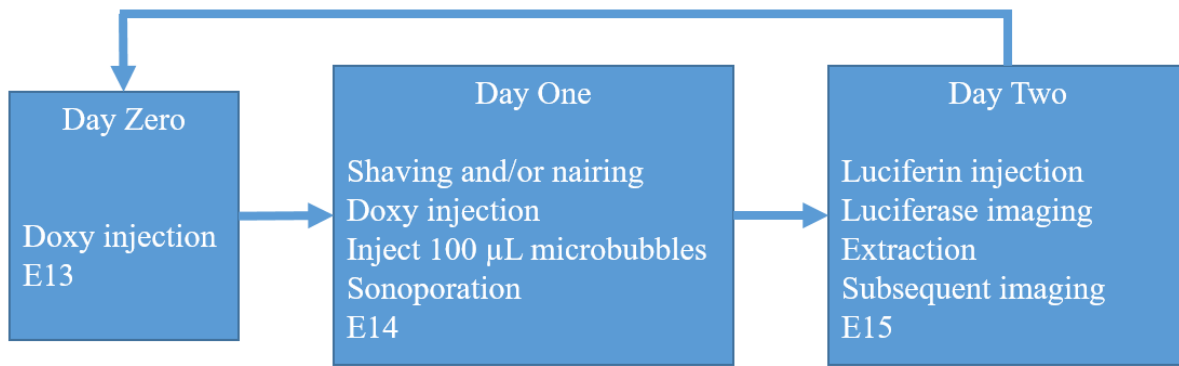 Day Zero
Doxy injection
E13
Day One
Shaving and/or nairing
Doxy injection
Inject 100 µL microbubbles
Sonoporation
E14
Day Two
Luciferin injection
Luciferase imaging
Extraction
Subsequent imaging
E15